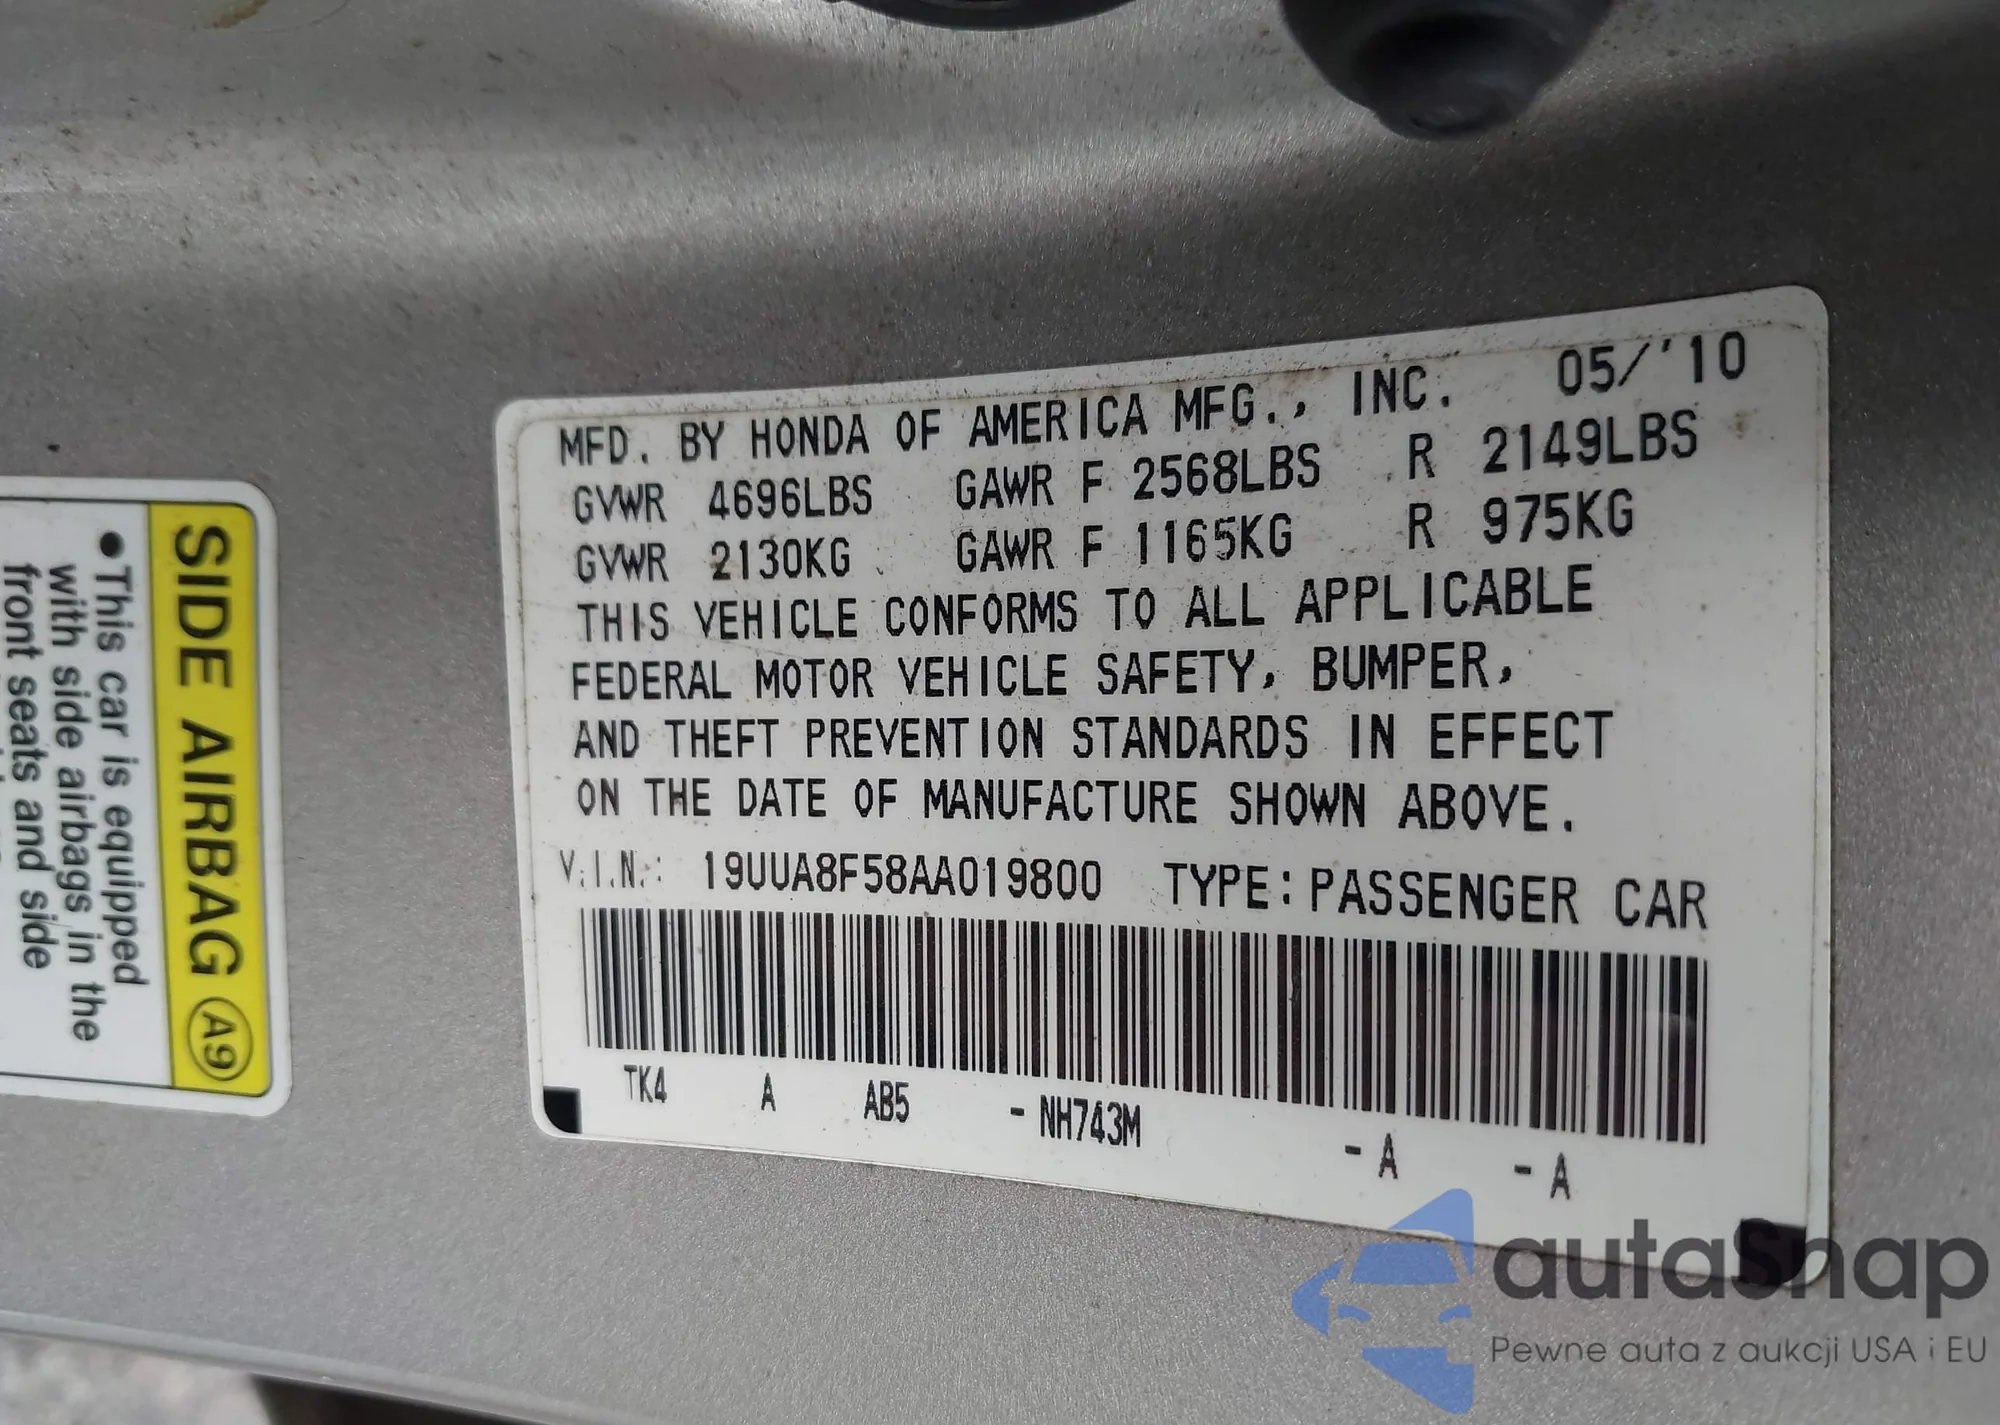 MFD. BY HONDA OF AMERICA MFG., INC. 05/'10
GVWR 4696LBS GAWR F 2568LBS R 2149LBS
GVWR 2130KG GAWR F 1165KG R 975KG
THIS VEHICLE CONFORMS TO ALL APPLICABLE
FEDERAL MOTOR VEHICLE SAFETY, BUMPER,
AND THEFT PREVENTION STANDARDS IN EFFECT
ON THE DATE OF MANUFACTURE SHOWN ABOVE.
V.I.N.: 19UUA8F58AA019800 TYPE: PASSENGER CAR
TK4 A AB5 - NH743M - A - A
SIDE AIRBAG A9
• This car is equipped
with side airbags in the
front seats and side
autaSnap
Pewne auta z aukcji USA i EU